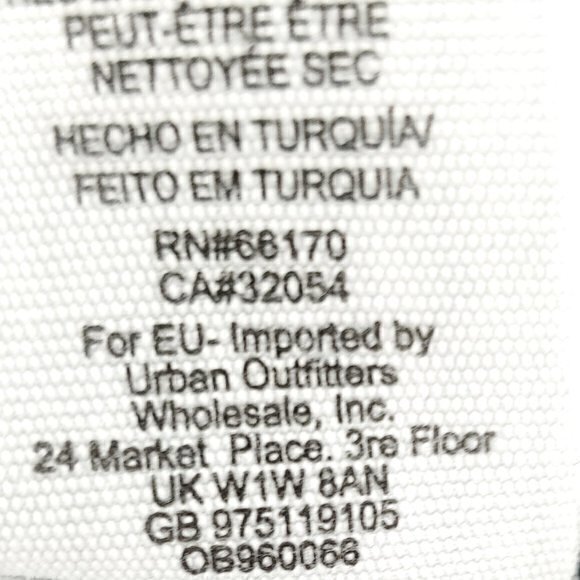 PEUT-ÊTRE ÊTRE
NETTOYÉE SEC
HECHO EN TURQUÍA/
FEITO EM TURQUIA
RN#66170
CA#32054
For EU- Imported by
Urban Outfitters
Wholesale, Inc.
24 Market Place. 3re Floor
UK W1W 8AN
GB 975119105
OB960066